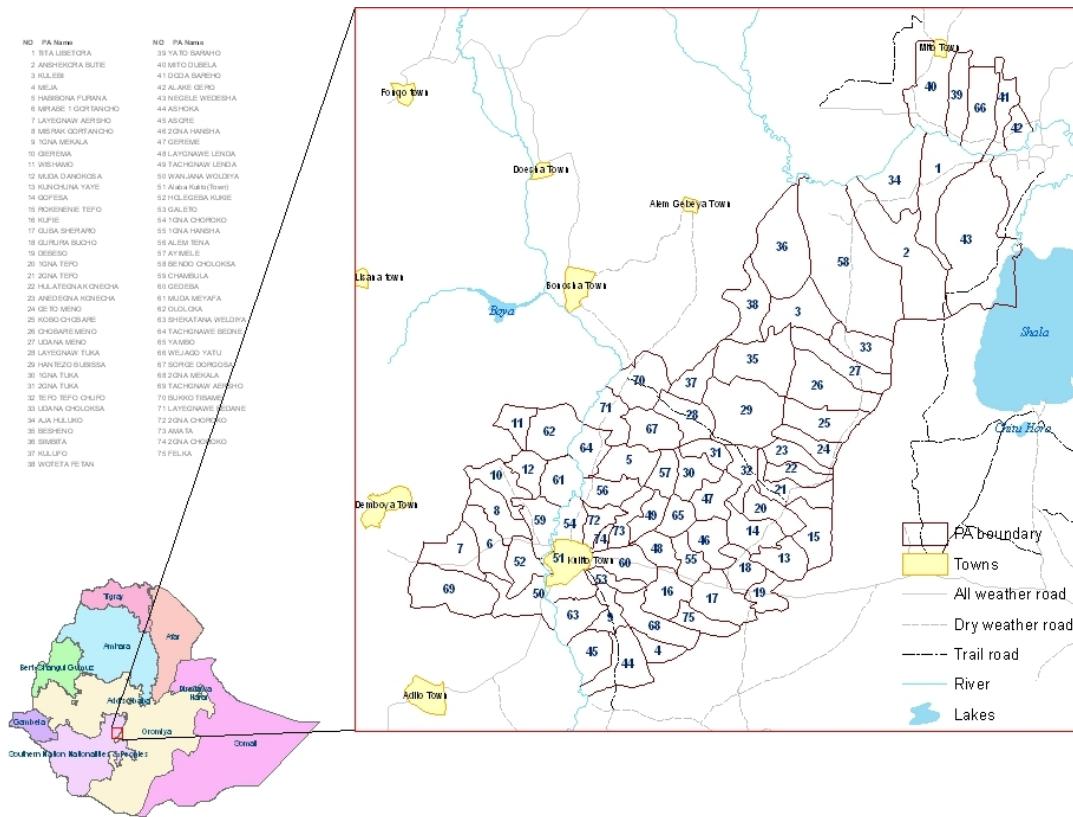 NO PA Name
1 TITA LIBETCRA
2 ANSHEKCRA BUTIE
3 KULEBI
4 MEJA
5 HABIBONA FURANA
6 MIRABE 1 GORTANCHO
7 LAYEGNAW AERSHO
8 MISRAK GORTANCHO
9 1GNA MEKALA
10 GEREMA
11 WISHAMO
12 MUDA DANOKOSA
13 KUNCHUNA YAYE
14 QOFESA
15 ROKENENIE TEFO
16 KUFIE
17 GUBA SHERARO
18 GURURA BUCHO
19 DEBESO
20 1GNA TEFO
21 2GNA TEFO
22 HULATEGNA KONECHA
23 ANEDEGNA KONECHA
24 GETO MENO
25 KOBO CHOBARE
26 CHOBARE MENO
27 UDANA MENO
28 LAYEGNAW TUKA
29 HANTEZO BUBISSA
30 1GNA TUKA
31 2GNA TUKA
32 TEFO TEFO CHUFO
33 UDANA CHOLOKSA
34 AJA HULUKO
35 BESHENO
36 SIMBITA
37 KULUFO
38 WOTETA FETAN
NO PA Name
39 YATO BARAHO
40 MITO DUBELA
41 DODA BAREHO
42 ALAKE GERO
43 NEGELE WEDESHA
44 ASHOKA
45 ASORE
46 2GNA HANSHA
47 GEREME
48 LAYGNAWE LENDA
49 TACHGNAW LENDA
50 WANJANA WOLDIYA
51 Alaba Kulito(Town)
52 HOLEGEBA KUKIE
53 GALETO
54 1GNA CHOROKO
55 1GNA HANSHA
56 ALEM TENA
57 AYIMELE
58 BENDO CHOLOKSA
59 CHAMBULA
60 GEDEBA
61 MUDA MEYAFA
62 OLOLCKA
63 SHEKATANA WELDIYA
64 TACHGNAWE BEDNE
65 YAMBO
66 WEJAGO YATU
67 SORGE DORGOSA
68 2GNA MEKALA
69 TACHGNAW AERSHO
70 BUKKO TIBAME
71 LAYEGNAWE BEDANE
72 2GNA CHOROKO
73 AMATA
74 2GNA CHOROKO
75 FELKA
Mito Town
Fongo town
40
39
66
41
42
Doesha Town
1
34
Alem Gebeya Town
36
2
43
58
Lisana town
Bonosha Town
Boya
38
3
Shala
35
33
27
70
37
26
71
28
29
Chitu Hora
11
62
67
25
64
31
23
24
12
5
57
30
32
22
10
61
56
47
21
8
59
54
72
73
49
65
20
Demboya Town
74
46
14
15
PA boundary
7
6
52
51
Kulito Town
60
48
55
18
13
Towns
69
50
53
16
17
19
All weather road
63
9
68
75
Dry weather road
45
44
4
Trail road
River
Adilo Town
Lakes
Tigray
Afar
Amhara
Benishangul Gumuz
Diredawa
Harar
Addis Ababa
Gambela
Oromiya
Somali
Southern Nation Nationalities & Peoples